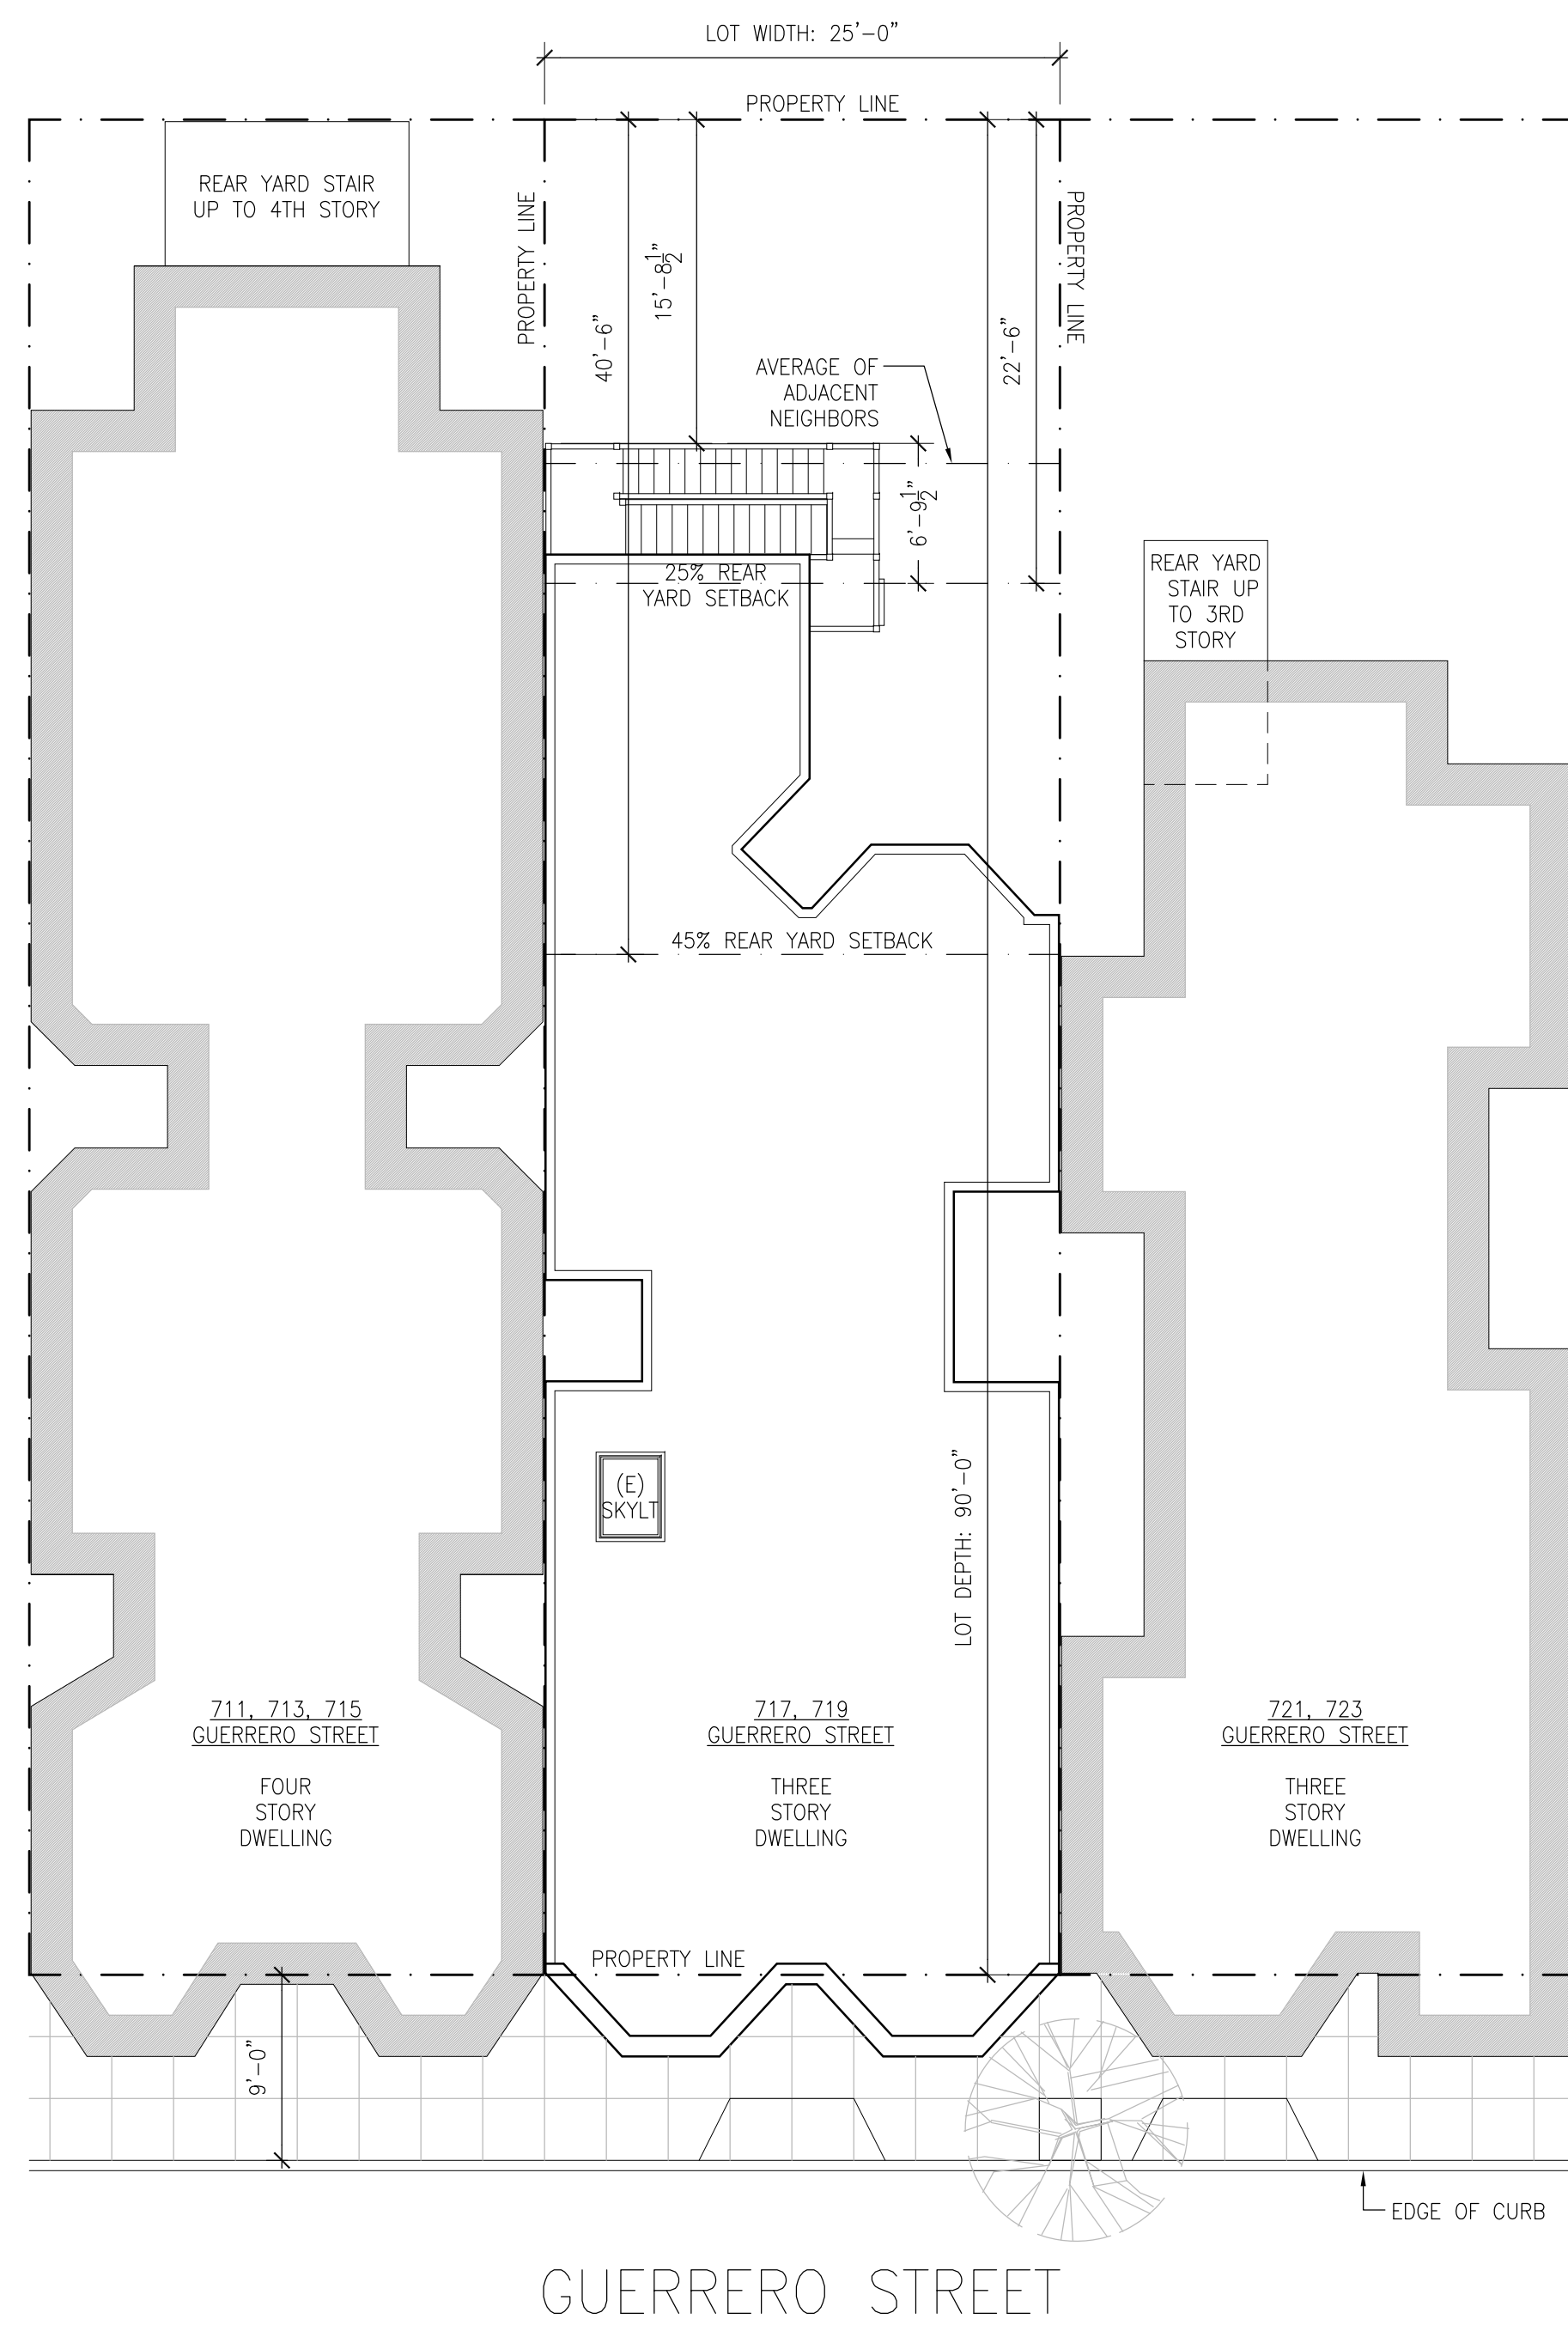 LOT WIDTH: 25'-0"
PROPERTY LINE
REAR YARD STAIR
UP TO 4TH STORY
PROPERTY LINE
PROPERTY LINE
40'-6"
15'-8 1/2"
22'-6"
AVERAGE OF
ADJACENT
NEIGHBORS
6'-9 1/2"
25% REAR
YARD SETBACK
REAR YARD
STAIR UP
TO 3RD
STORY
45% REAR YARD SETBACK
(E)
SKYLT
LOT DEPTH: 90'-0"
711, 713, 715
GUERRERO STREET
FOUR
STORY
DWELLING
717, 719
GUERRERO STREET
THREE
STORY
DWELLING
721, 723
GUERRERO STREET
THREE
STORY
DWELLING
PROPERTY LINE
9'-0"
EDGE OF CURB
GUERRERO STREET